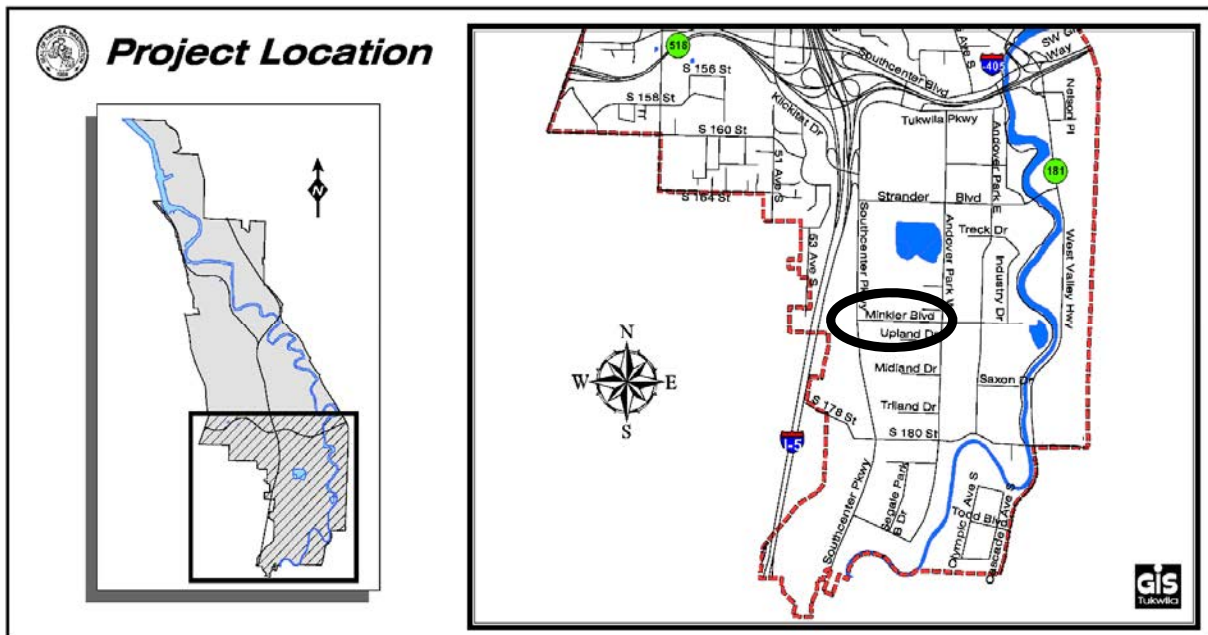 Project Location
N
518
S 156 St
S 158 St
Klickitat Dr
Southcenter Blvd
I-405
SW G
Way
Ave S
Nelson Pl
Tukwila Pkwy
S 160 St
51 Ave S
S 164 St
53 Ave S
181
Strander Blvd
Andover Park E
Treck Dr
Southcenter Pkwy
Andover Park W
Industry Dr
West Valley Hwy
Minkler Blvd
Upland Dr
Midland Dr
Saxon Dr
Triland Dr
S 178 St
S 180 St
I-5
N
W E
S
Southcenter Pkwy
Segale Park
B Dr
Olympic Ave S
Todd Blvd
Cascade Ave S
GIS
Tukwila